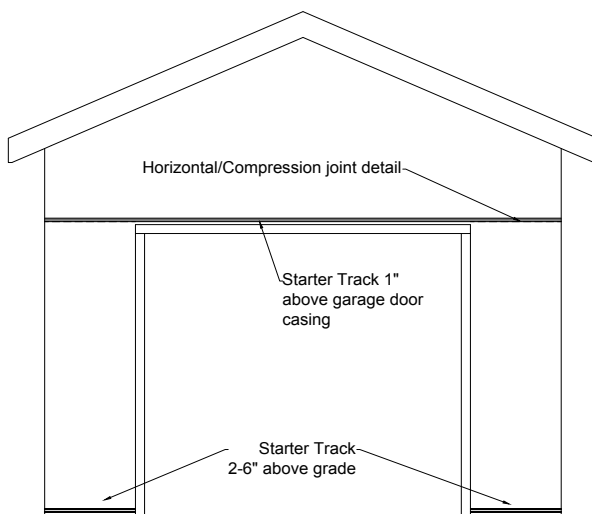 Horizontal/Compression joint detail
Starter Track 1"
above garage door
casing
Starter Track
2-6" above grade